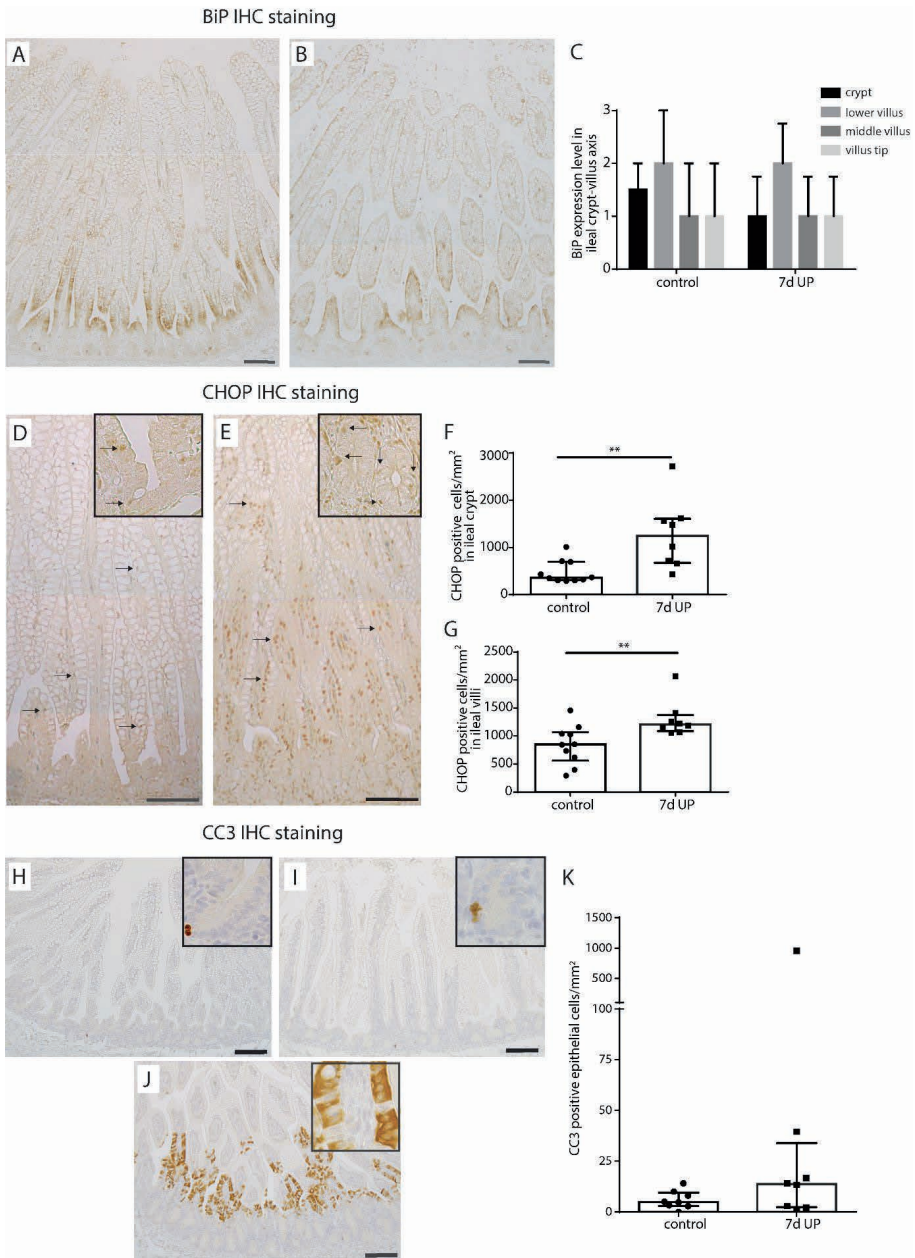 BiP IHC staining
A
B
C
crypt
lower villus
middle villus
villus tip
BiP expression level in
ileal crypt-villus axis
3
2
1
0
control
7d UP
CHOP IHC staining
D
E
F
**
CHOP positive cells/mm²
in ileal crypt
3000
2000
1000
0
control
7d UP
G
**
CHOP positive cells/mm²
in ileal villi
2500
2000
1500
1000
500
0
control
7d UP
CC3 IHC staining
H
I
J
K
CC3 positive epithelial cells/mm²
1500
1000
500
100
75
50
25
0
control
7d UP